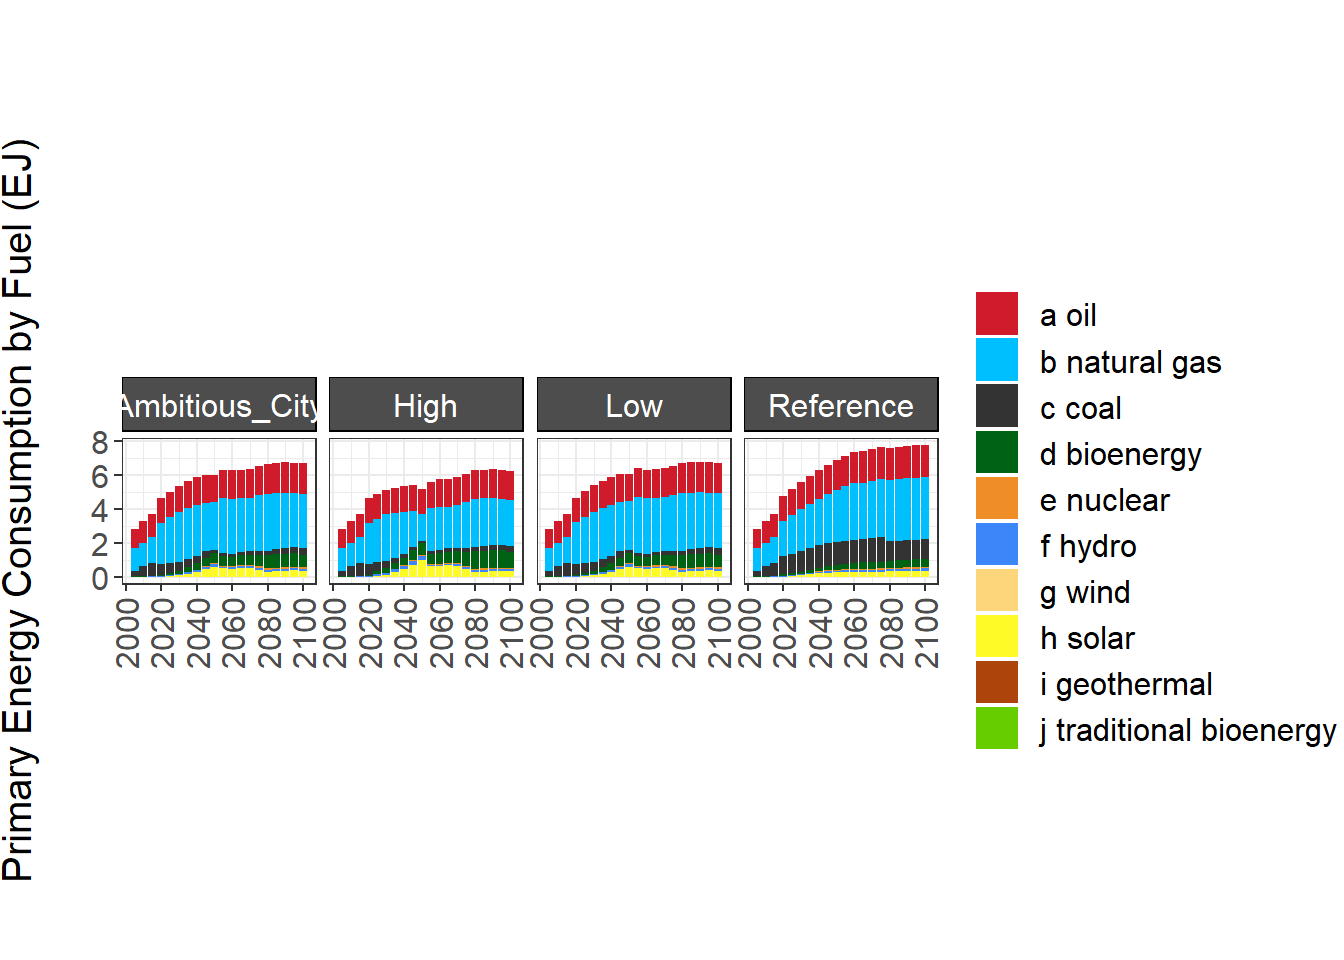 Primary Energy Consumption by Fuel (EJ)
Ambitious_City
High
Low
Reference
8
6
4
2
0
2000
2020
2040
2060
2080
2100
2000
2020
2040
2060
2080
2100
2000
2020
2040
2060
2080
2100
2000
2020
2040
2060
2080
2100
a oil
b natural gas
c coal
d bioenergy
e nuclear
f hydro
g wind
h solar
i geothermal
j traditional bioenergy